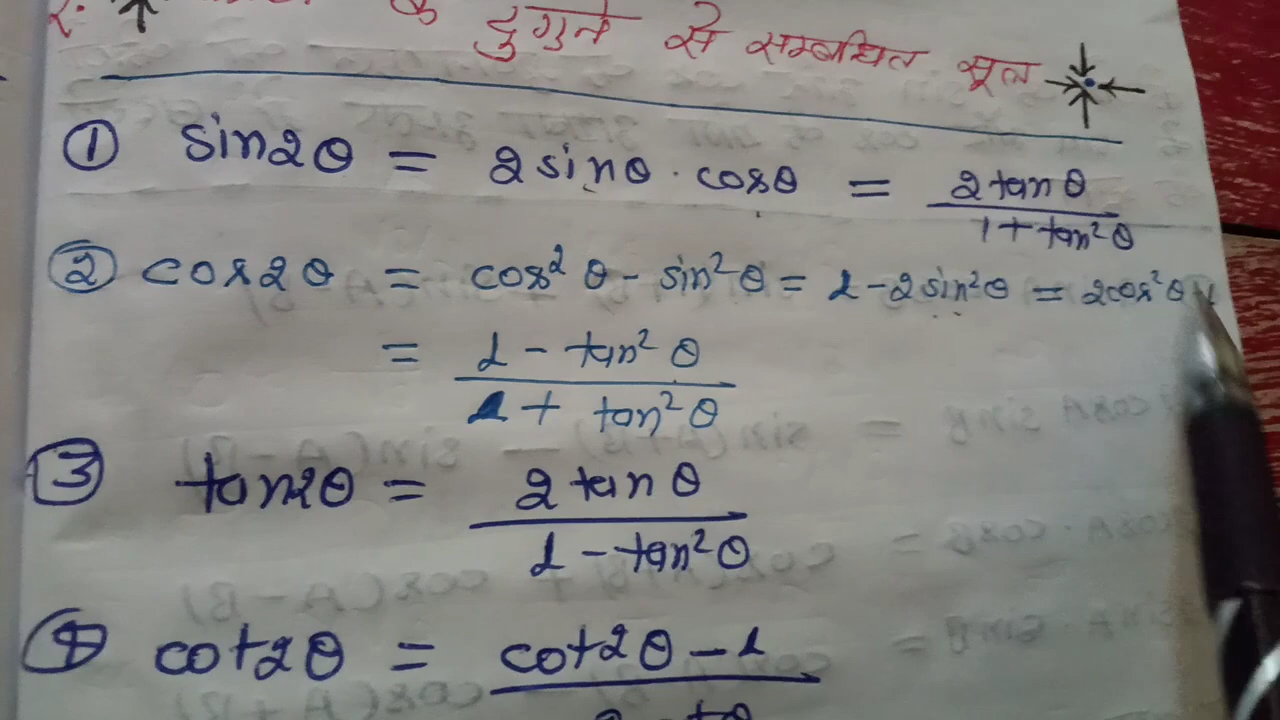 के दुगुने से सम्बन्धित सूत्र
① sin2θ = 2sinθ · cosθ = 2tanθ / 1 + tan²θ
② cos2θ = cos²θ - sin²θ = 1 - 2sin²θ = 2cos²θ
= 1 - tan²θ / 1 + tan²θ
③ tan2θ = 2tanθ / 1 - tan²θ
④ cot2θ = cot2θ - 1